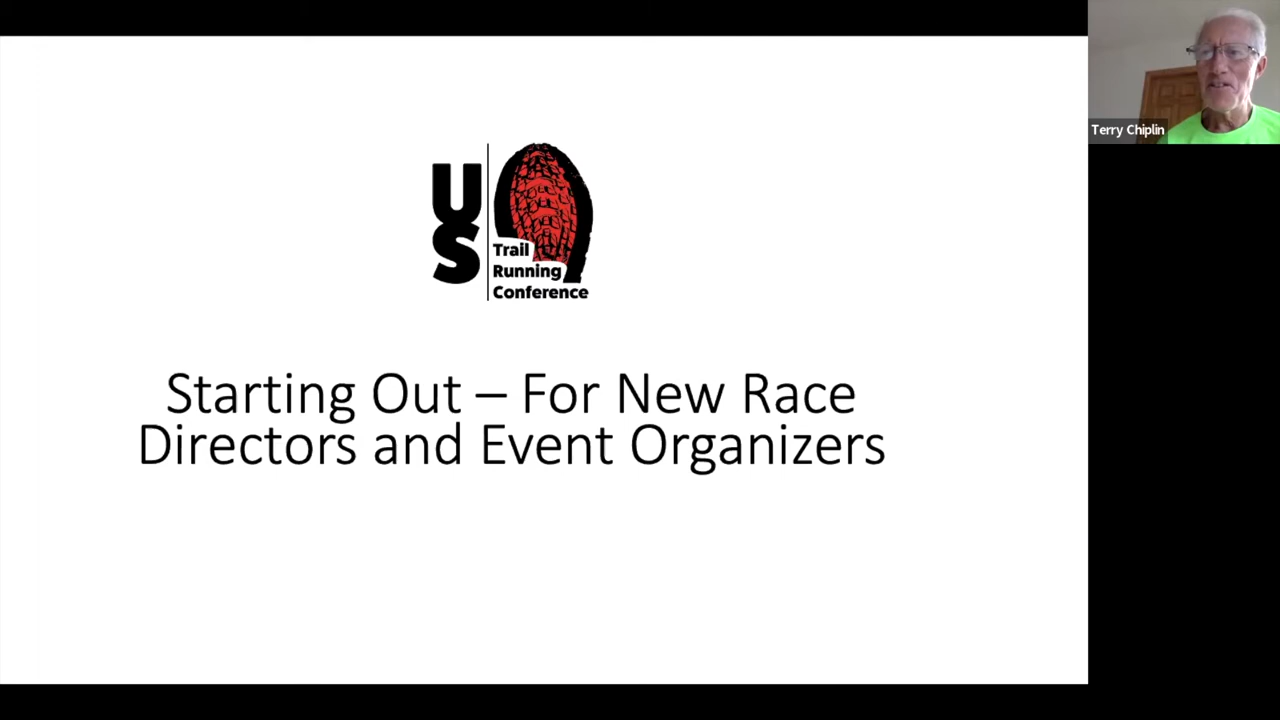 US
Trail
Running
Conference
Starting Out – For New Race
Directors and Event Organizers
Terry Chiplin